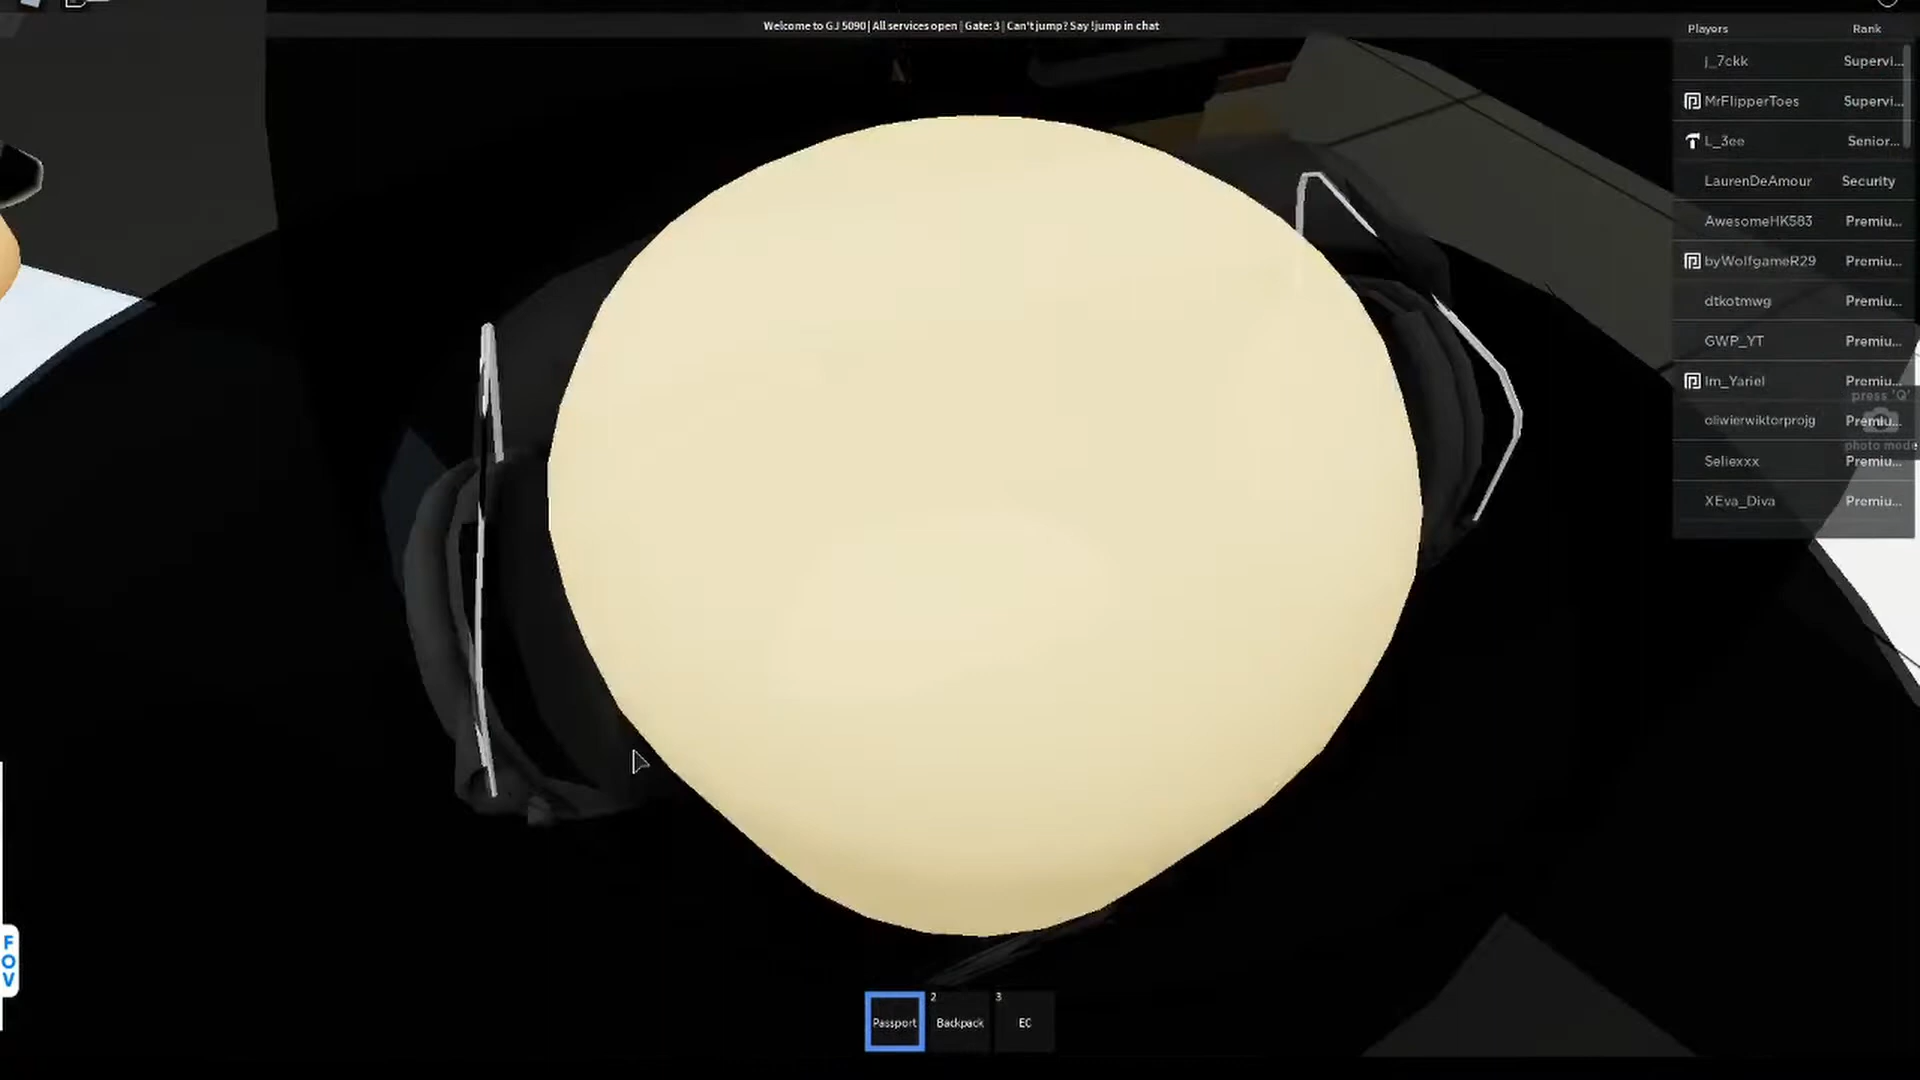 Welcome to GJ 5090 | All services open | Gate: 3 | Can't jump? Say !jump in chat
Players Rank
j_7ckk Supervi...
MrFlipperToes Supervi...
L_3ee Senior...
LaurenDeAmour Security
AwesomeHK583 Premiu...
byWolfgameR29 Premiu...
dtkotmwg Premiu...
GWP_YT Premiu...
Im_Yariel Premiu...
press 'Q'
oliwierwiktorprojg Premiu...
photo mode
Seliexxx Premiu...
XEva_Diva Premiu...
FOV
2 3
Passport Backpack EC